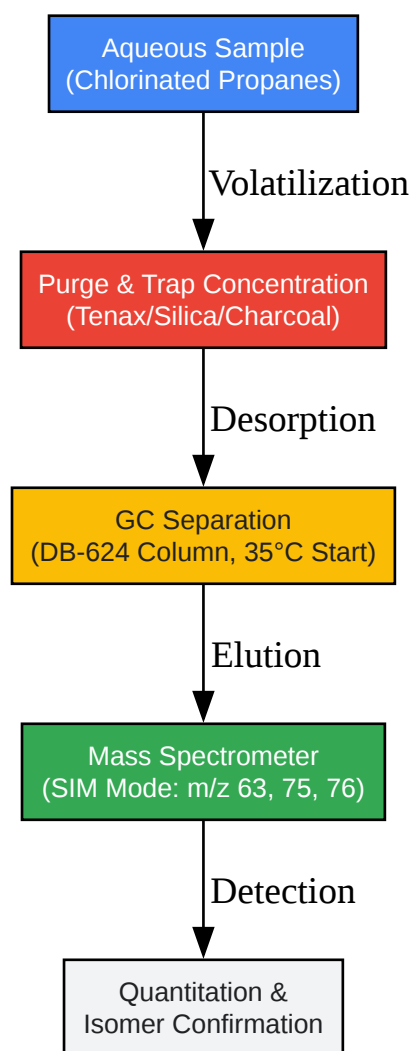 Aqueous Sample
(Chlorinated Propanes)
Volatilization
Purge & Trap Concentration
(Tenax/Silica/Charcoal)
Desorption
GC Separation
(DB-624 Column, 35°C Start)
Elution
Mass Spectrometer
(SIM Mode: m/z 63, 75, 76)
Detection
Quantitation &
Isomer Confirmation